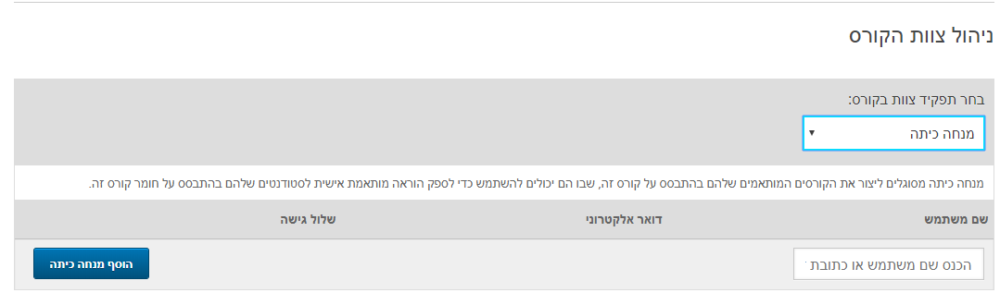 ניהול צוות הקורס
בחר תפקיד צוות בקורס:
מנחה כיתה
מנחה כיתה מסוגלים ליצור את הקורסים המותאמים שלהם בהתבסס על קורס זה, שבו הם יכולים להשתמש כדי לספק הוראה מותאמת אישית לסטודנטים שלהם בהתבסס על חומר קורס זה.
שם משתמש דואר אלקטרוני שלול גישה
הכנס שם משתמש או כתובת הוסף מנחה כיתה